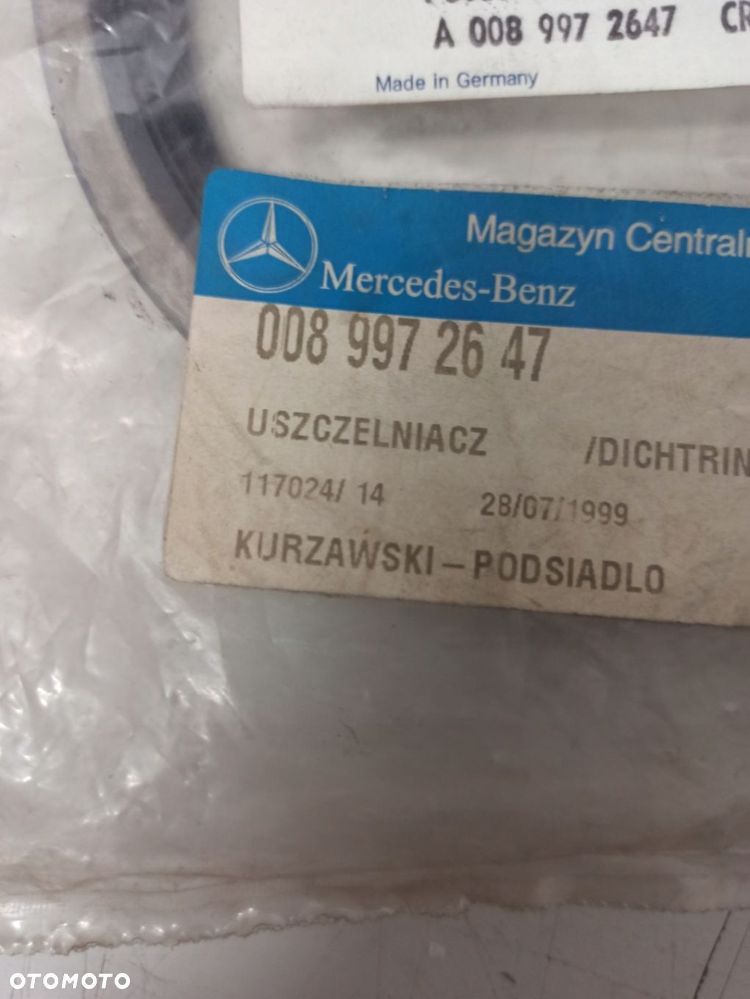 A 008 997 2647 CR
Made in Germany
Magazyn Central
Mercedes-Benz
008 997 26 47
USZCZELNIACZ /DICHTRIN
117024/ 14 28/07/1999
KURZAWSKI-PODSIADLO
OTOMOTO